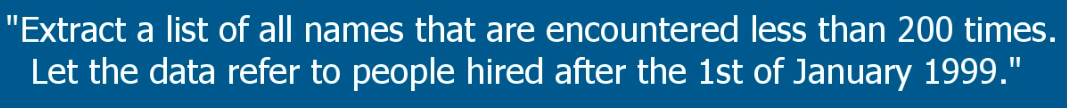 "Extract a list of all names that are encountered less than 200 times.
Let the data refer to people hired after the 1st of January 1999."